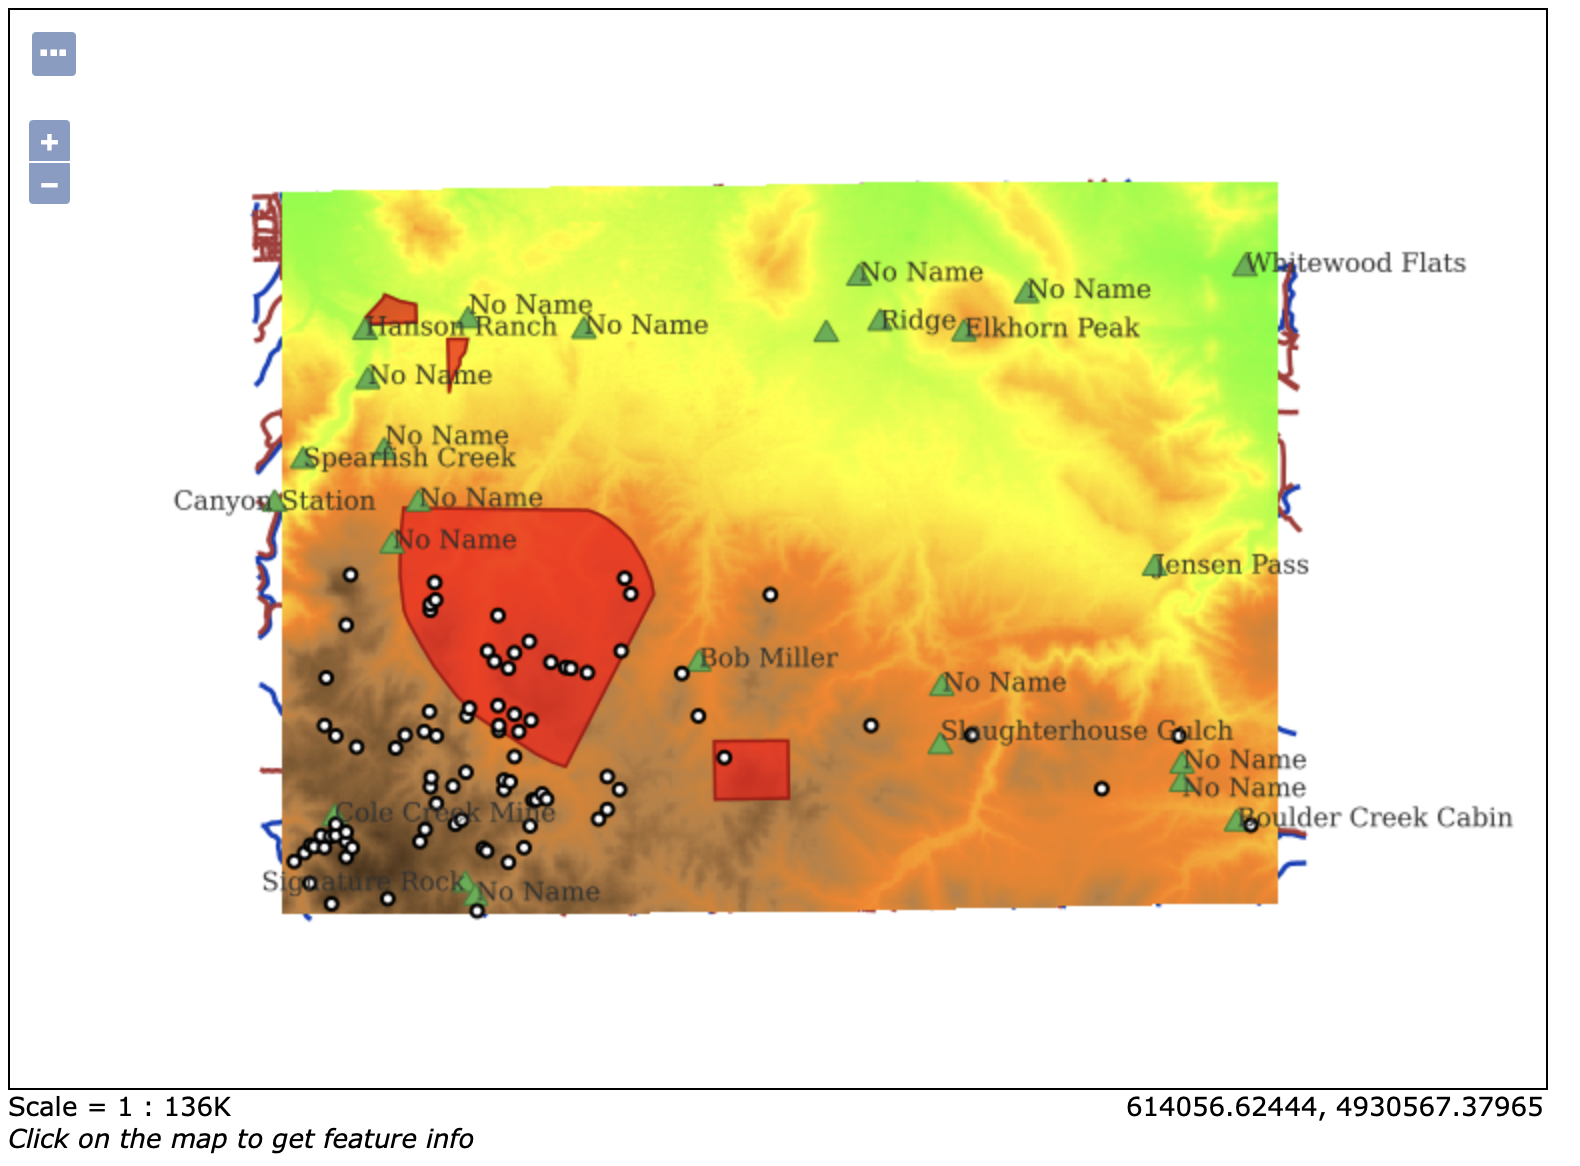 ...
+
−
Whitewood Flats
No Name
No Name
No Name
Hanson Ranch
No Name
Ridge
Elkhorn Peak
No Name
No Name
Spearfish Creek
Canyon Station
No Name
No Name
Jensen Pass
Bob Miller
No Name
Slaughterhouse Gulch
No Name
No Name
Cole Creek Mine
Boulder Creek Cabin
Signature Rock
No Name
Scale = 1 : 136K
614056.62444, 4930567.37965
Click on the map to get feature info